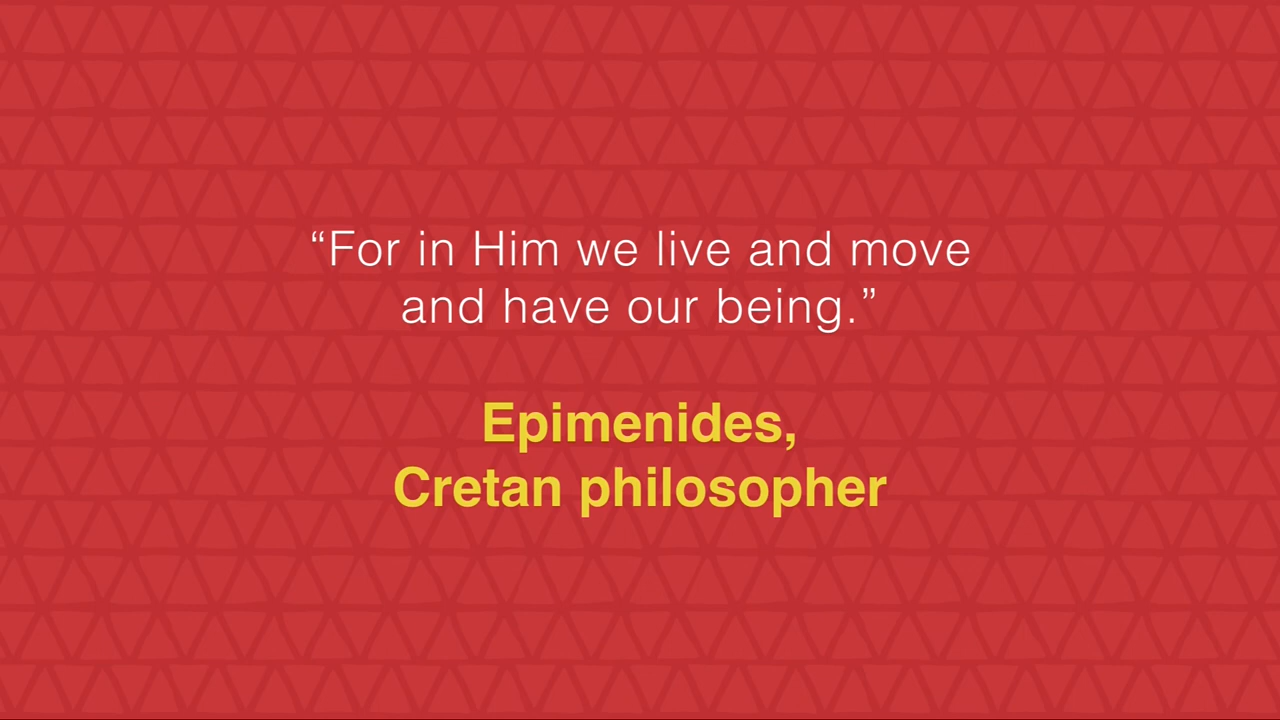 “For in Him we live and move
and have our being.”
Epimenides,
Cretan philosopher